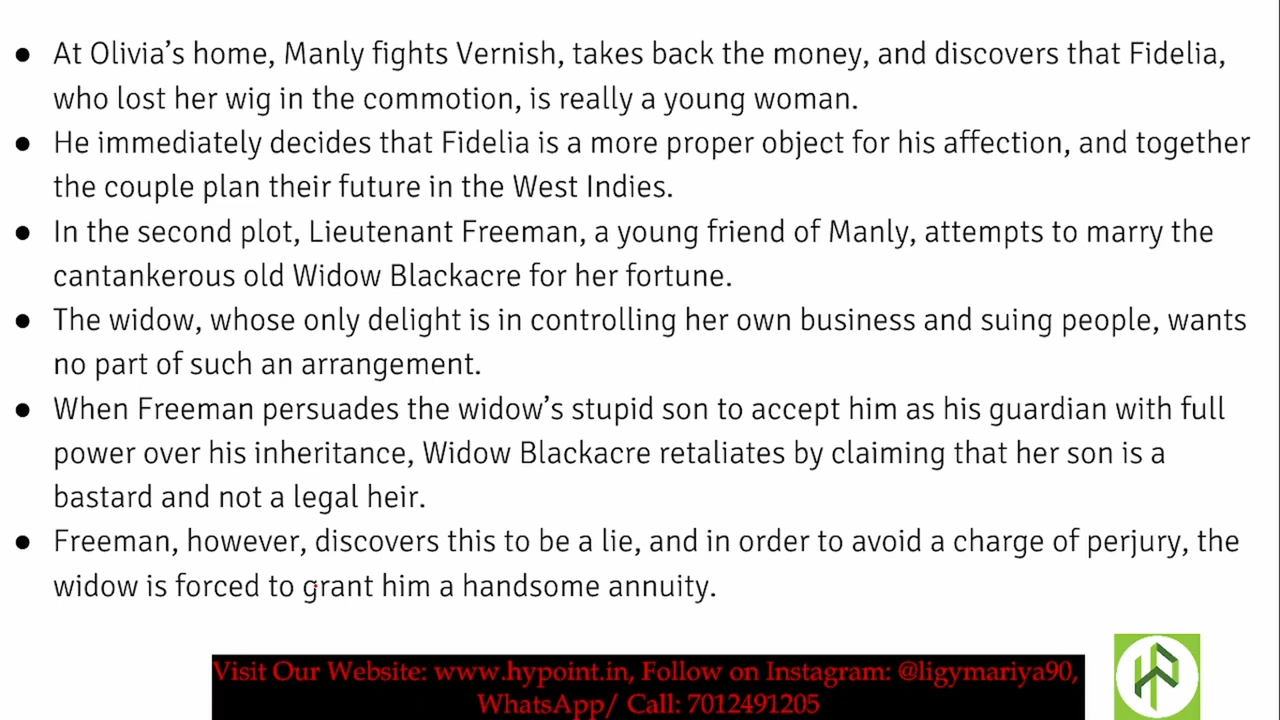 ● At Olivia's home, Manly fights Vernish, takes back the money, and discovers that Fidelia,
who lost her wig in the commotion, is really a young woman.
● He immediately decides that Fidelia is a more proper object for his affection, and together
the couple plan their future in the West Indies.
● In the second plot, Lieutenant Freeman, a young friend of Manly, attempts to marry the
cantankerous old Widow Blackacre for her fortune.
● The widow, whose only delight is in controlling her own business and suing people, wants
no part of such an arrangement.
● When Freeman persuades the widow's stupid son to accept him as his guardian with full
power over his inheritance, Widow Blackacre retaliates by claiming that her son is a
bastard and not a legal heir.
● Freeman, however, discovers this to be a lie, and in order to avoid a charge of perjury, the
widow is forced to grant him a handsome annuity.
Visit Our Website: www.hypoint.in, Follow on Instagram: @ligymariya90,
WhatsApp/ Call: 7012491205